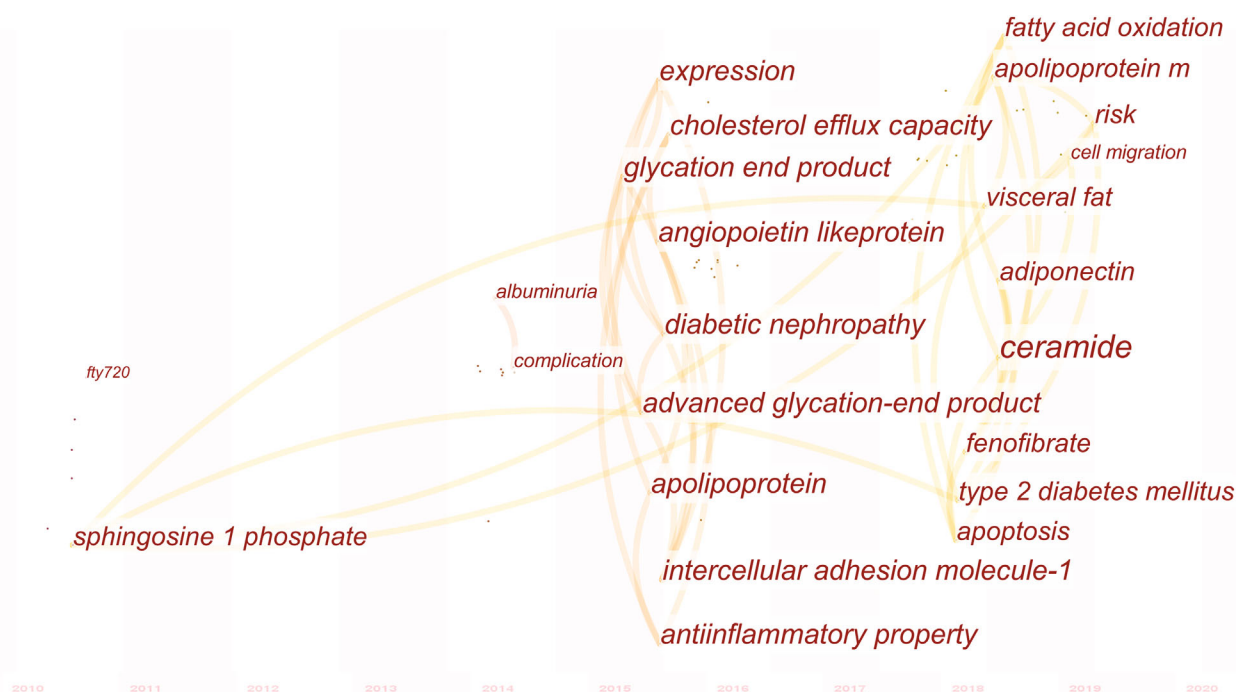 fatty acid oxidation
expression
apolipoprotein m
risk
cholesterol efflux capacity
cell migration
glycation end product
visceral fat
angiopoietin likeprotein
adiponectin
albuminuria
diabetic nephropathy
ceramide
complication
fty720
advanced glycation-end product
fenofibrate
apolipoprotein
type 2 diabetes mellitus
sphingosine 1 phosphate
apoptosis
intercellular adhesion molecule-1
antiinflammatory property
2010 2011 2012 2013 2014 2015 2016 2017 2018 2019 2020